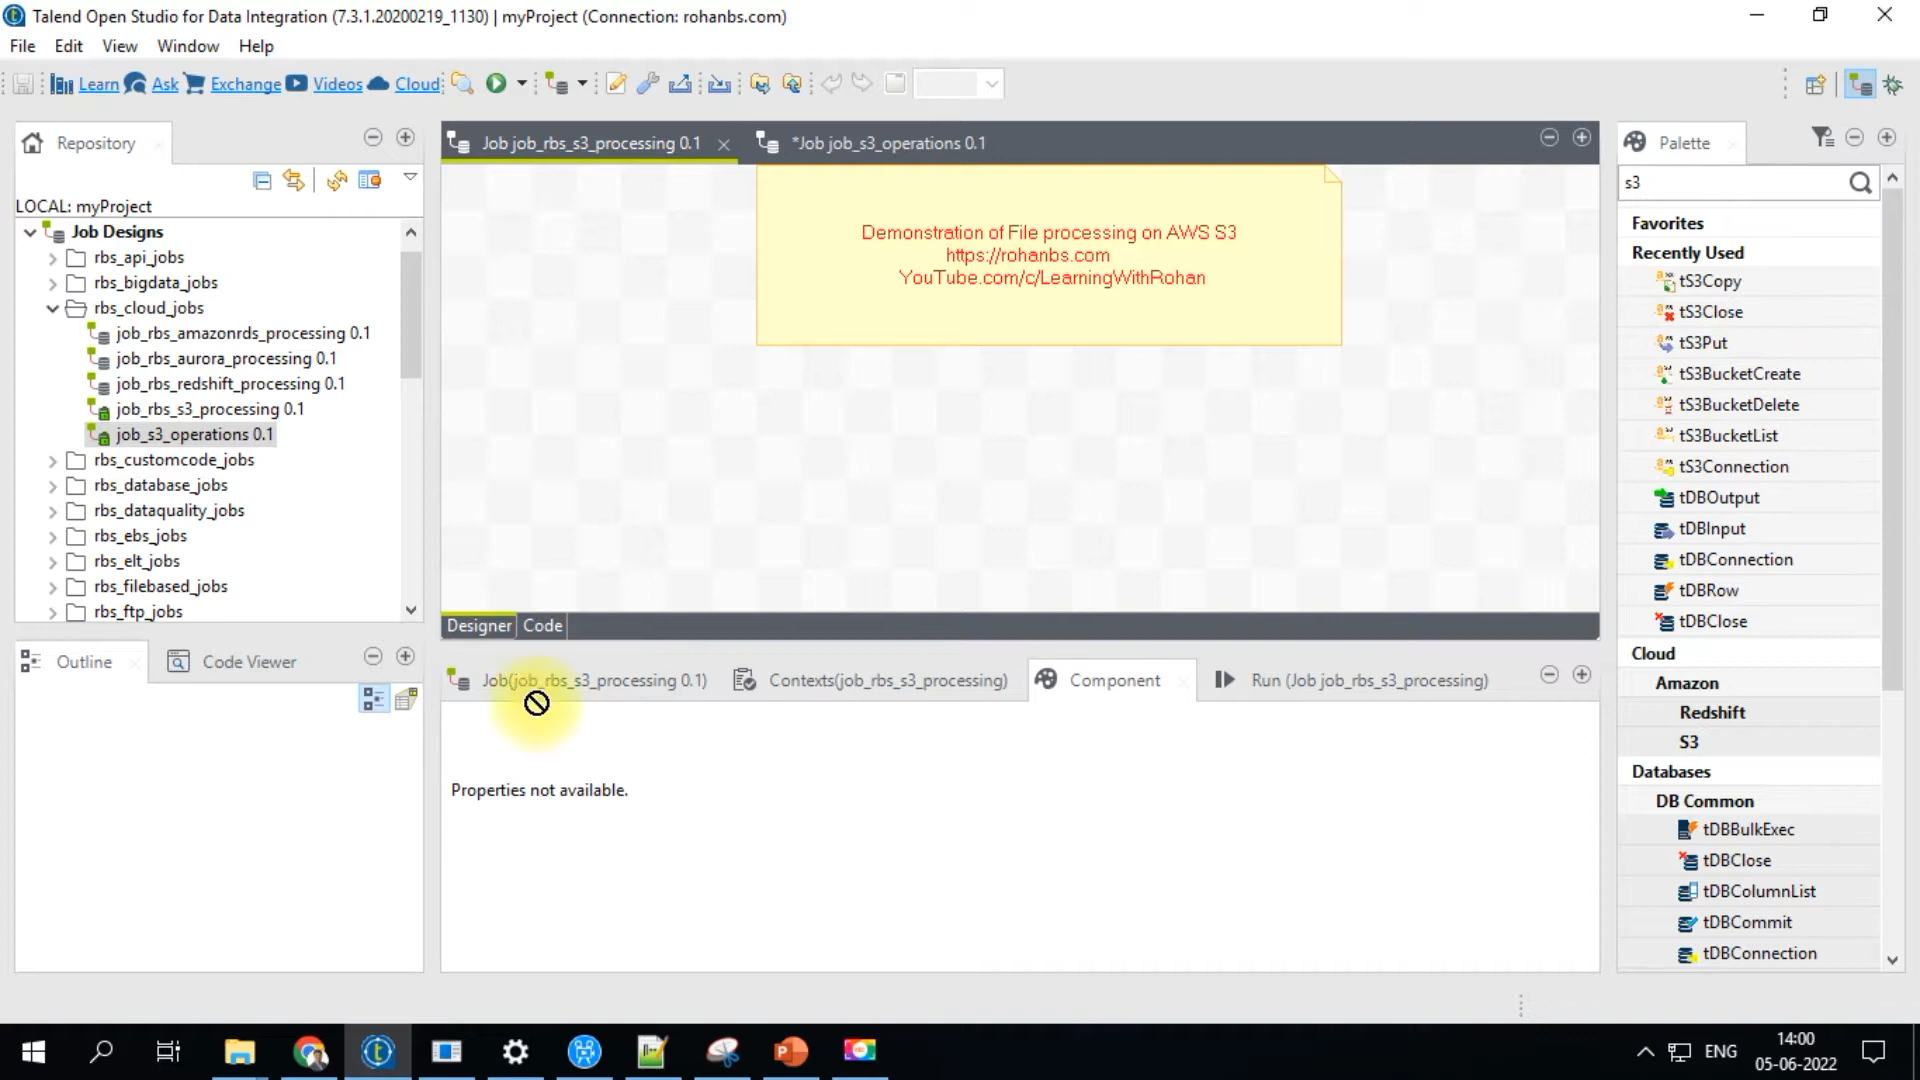 Talend Open Studio for Data Integration (7.3.1.20200219_1130) | myProject (Connection: rohanbs.com)
File Edit View Window Help
Learn Ask Exchange Videos Cloud
Repository
LOCAL: myProject
Job Designs
rbs_api_jobs
rbs_bigdata_jobs
rbs_cloud_jobs
job_rbs_amazonrds_processing 0.1
job_rbs_aurora_processing 0.1
job_rbs_redshift_processing 0.1
job_rbs_s3_processing 0.1
job_s3_operations 0.1
rbs_customcode_jobs
rbs_database_jobs
rbs_dataquality_jobs
rbs_ebs_jobs
rbs_elt_jobs
rbs_filebased_jobs
rbs_ftp_jobs
Outline Code Viewer
Job job_rbs_s3_processing 0.1 *Job job_s3_operations 0.1
Demonstration of File processing on AWS S3
https://rohanbs.com
YouTube.com/c/LearningWithRohan
Designer Code
Job(job_rbs_s3_processing 0.1) Contexts(job_rbs_s3_processing) Component Run (Job job_rbs_s3_processing)
Properties not available.
Palette
s3
Favorites
Recently Used
tS3Copy
tS3Close
tS3Put
tS3BucketCreate
tS3BucketDelete
tS3BucketList
tS3Connection
tDBOutput
tDBInput
tDBConnection
tDBRow
tDBClose
Cloud
Amazon
Redshift
S3
Databases
DB Common
tDBBulkExec
tDBClose
tDBColumnList
tDBCommit
tDBConnection
ENG
14:00
05-06-2022